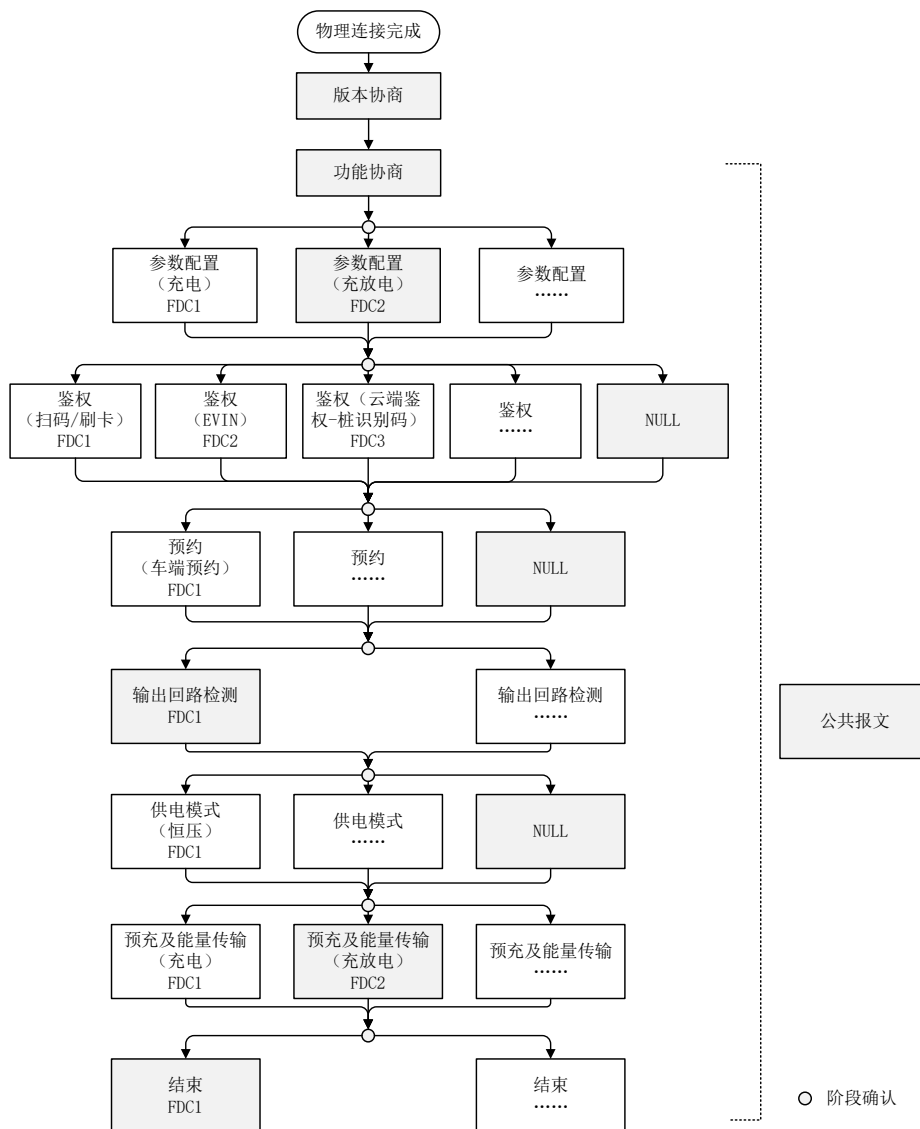 物理连接完成
版本协商
功能协商
参数配置
（充电）
FDC1
参数配置
（充放电）
FDC2
参数配置
……
鉴权
（扫码/刷卡）
FDC1
鉴权
（EVIN）
FDC2
鉴权（云端鉴
权-桩识别码）
FDC3
鉴权
……
NULL
预约
（车端预约）
FDC1
预约
……
NULL
输出回路检测
FDC1
输出回路检测
……
公共报文
供电模式
（恒压）
FDC1
供电模式
……
NULL
预充及能量传输
（充电）
FDC1
预充及能量传输
（充放电）
FDC2
预充及能量传输
……
结束
FDC1
结束
……
阶段确认